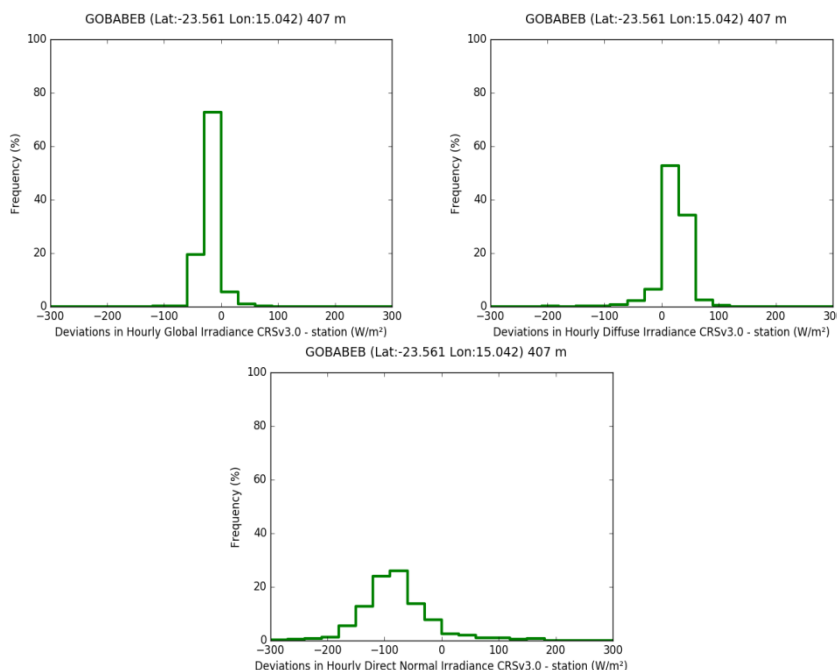 GOBABEB (Lat:-23.561 Lon:15.042) 407 m
100
80
60
40
20
0
Frequency (%)
−300 −200 −100 0 100 200 300
Deviations in Hourly Global Irradiance CRSv3.0 - station (W/m²)
GOBABEB (Lat:-23.561 Lon:15.042) 407 m
100
80
60
40
20
0
Frequency (%)
−300 −200 −100 0 100 200 300
Deviations in Hourly Diffuse Irradiance CRSv3.0 - station (W/m²)
GOBABEB (Lat:-23.561 Lon:15.042) 407 m
100
80
60
40
20
0
Frequency (%)
−300 −200 −100 0 100 200 300
Deviations in Hourly Direct Normal Irradiance CRSv3.0 - station (W/m²)